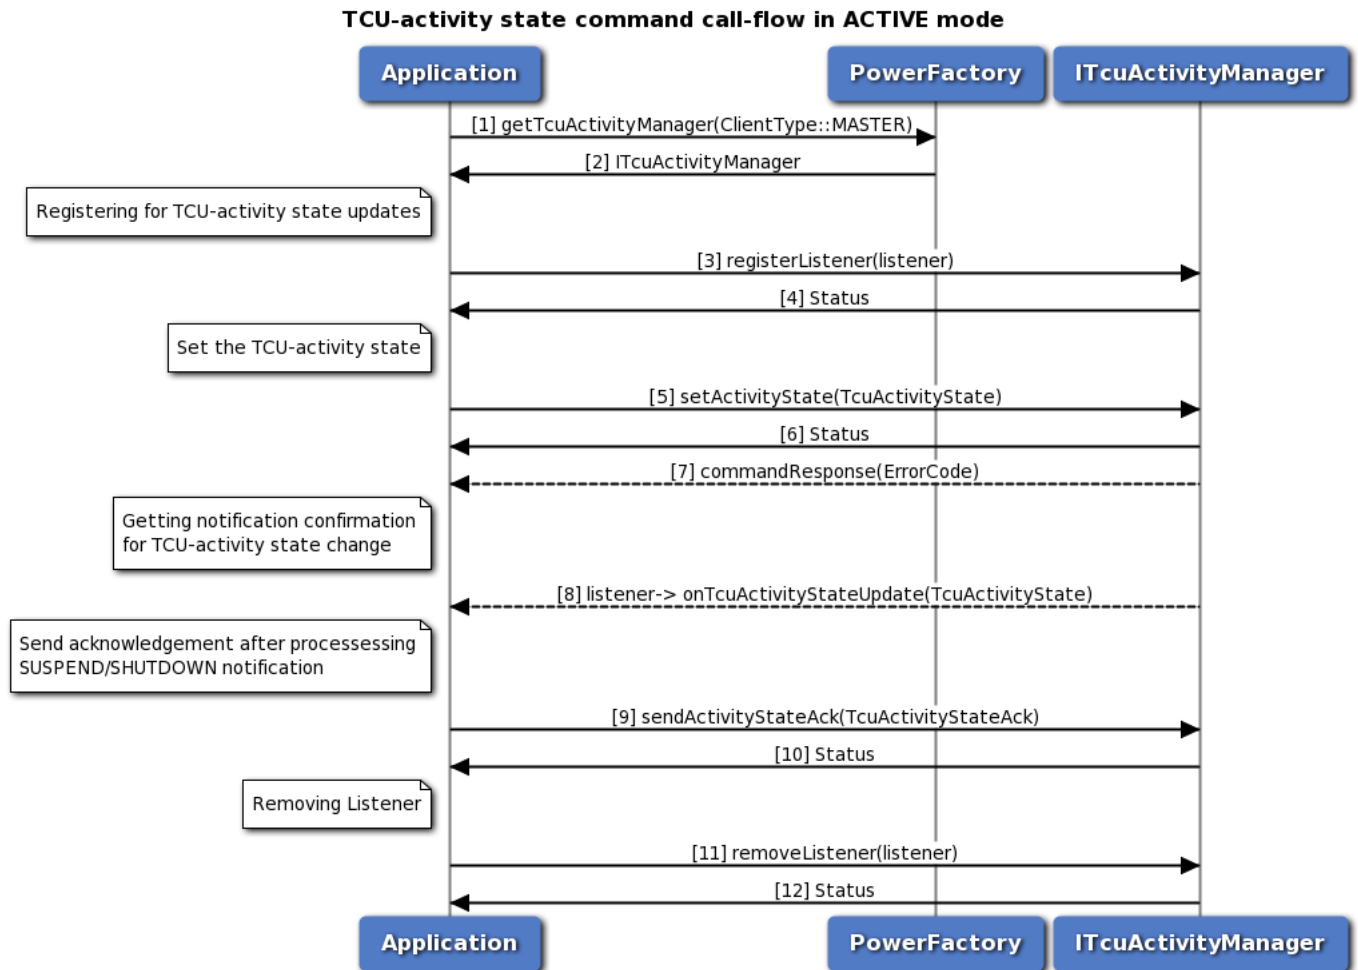 TCU-activity state command call-flow in ACTIVE mode
Application
PowerFactory
ITcuActivityManager
[1] getTcuActivityManager(ClientType::MASTER)
[2] ITcuActivityManager
Registering for TCU-activity state updates
[3] registerListener(listener)
[4] Status
Set the TCU-activity state
[5] setActivityState(TcuActivityState)
[6] Status
[7] commandResponse(ErrorCode)
Getting notification confirmation
for TCU-activity state change
[8] listener-> onTcuActivityStateUpdate(TcuActivityState)
Send acknowledgement after processessing
SUSPEND/SHUTDOWN notification
[9] sendActivityStateAck(TcuActivityStateAck)
[10] Status
Removing Listener
[11] removeListener(listener)
[12] Status
Application
PowerFactory
ITcuActivityManager